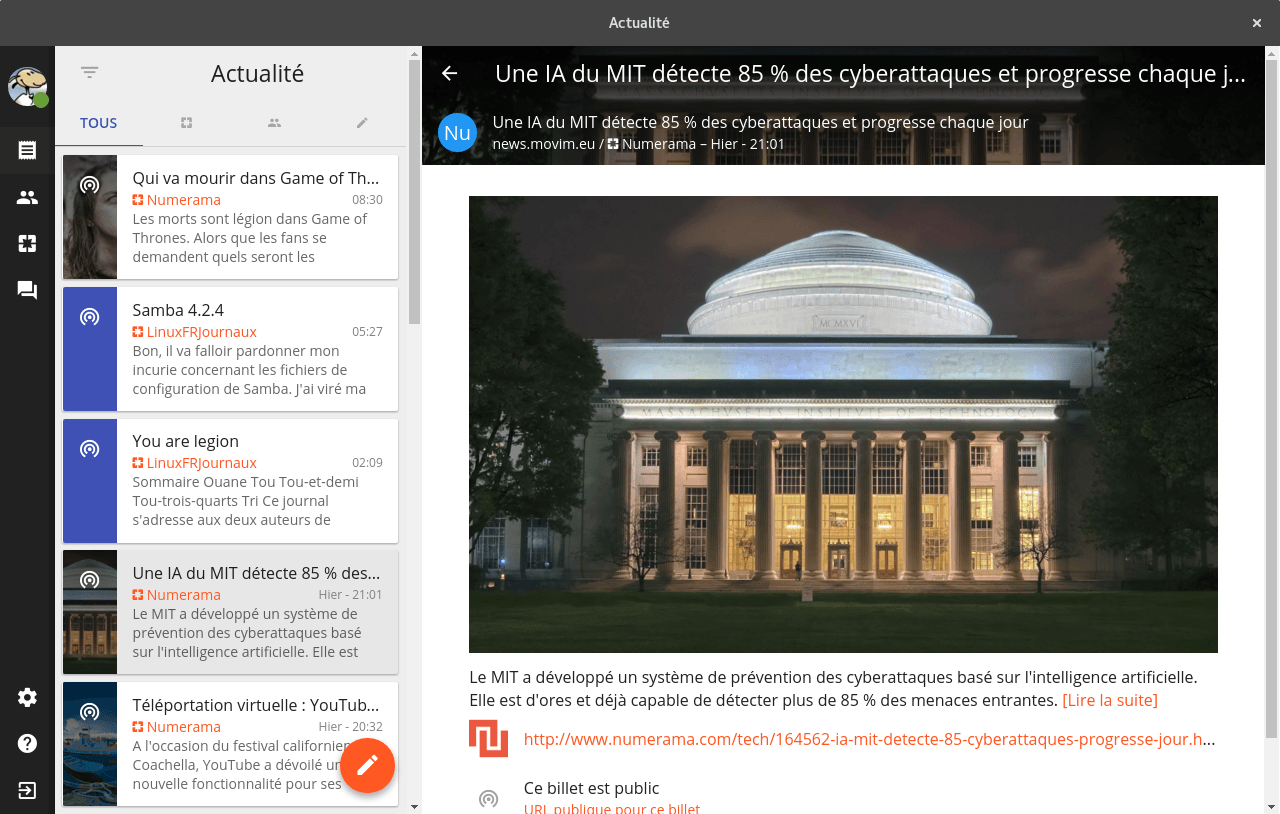 Actualité
Actualité
TOUS
Qui va mourir dans Game of Th...
Numerama 08:30
Les morts sont légion dans Game of
Thrones. Alors que les fans se
demandent quels seront les
Samba 4.2.4
LinuxFRJournaux 05:27
Bon, il va falloir pardonner mon
incurie concernant les fichiers de
configuration de Samba. J'ai viré ma
You are legion
LinuxFRJournaux 02:09
Sommaire Ouane Tou Tou-et-demi
Tou-trois-quarts Tri Ce journal
s'adresse aux deux auteurs de
Une IA du MIT détecte 85 % des...
Numerama Hier - 21:01
Le MIT a développé un système de
prévention des cyberattaques basé
sur l'intelligence artificielle. Elle est
Téléportation virtuelle : YouTub...
Numerama Hier - 20:32
A l'occasion du festival californien
Coachella, YouTube a dévoilé
nouvelle fonctionnalité pour ses
Une IA du MIT détecte 85 % des cyberattaques et progresse chaque j...
Nu
Une IA du MIT détecte 85 % des cyberattaques et progresse chaque jour
news.movim.eu / Numerama – Hier - 21:01
MCMXVI
MASSACHVSETTS INSTITVTE OF TECHNOLOGY
Le MIT a développé un système de prévention des cyberattaques basé sur l'intelligence artificielle.
Elle est d'ores et déjà capable de détecter plus de 85 % des menaces entrantes. [Lire la suite]
http://www.numerama.com/tech/164562-ia-mit-detecte-85-cyberattaques-progresse-jour.h...
Ce billet est public
URL publique pour ce billet